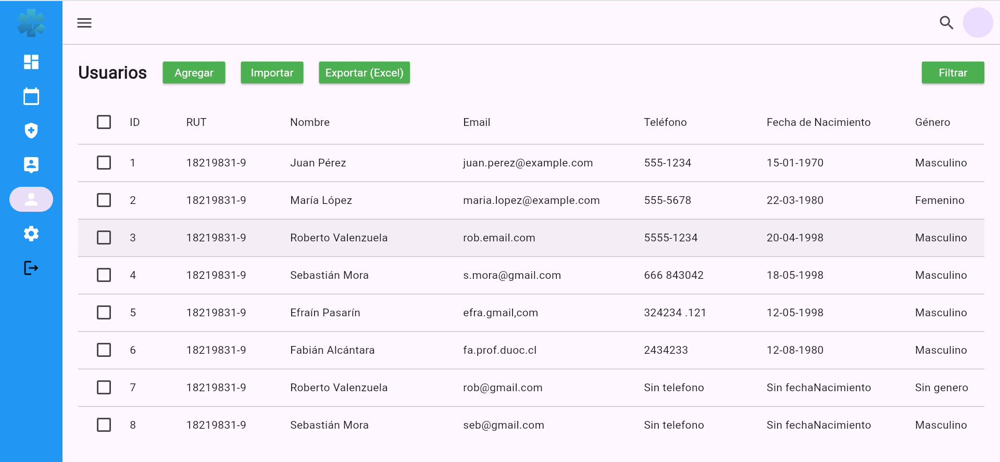 Usuarios Agregar Importar Exportar (Excel) Filtrar
ID RUT Nombre Email Teléfono Fecha de Nacimiento Género
1 18219831-9 Juan Pérez juan.perez@example.com 555-1234 15-01-1970 Masculino
2 18219831-9 María López maria.lopez@example.com 555-5678 22-03-1980 Femenino
3 18219831-9 Roberto Valenzuela rob.email.com 5555-1234 20-04-1998 Masculino
4 18219831-9 Sebastián Mora s.mora@gmail.com 666 843042 18-05-1998 Masculino
5 18219831-9 Efraín Pasarín efra.gmail,com 324234 .121 12-05-1998 Masculino
6 18219831-9 Fabián Alcántara fa.prof.duoc.cl 2434233 12-08-1980 Masculino
7 18219831-9 Roberto Valenzuela rob@gmail.com Sin telefono Sin fechaNacimiento Sin genero
8 18219831-9 Sebastián Mora seb@gmail.com Sin telefono Sin fechaNacimiento Masculino